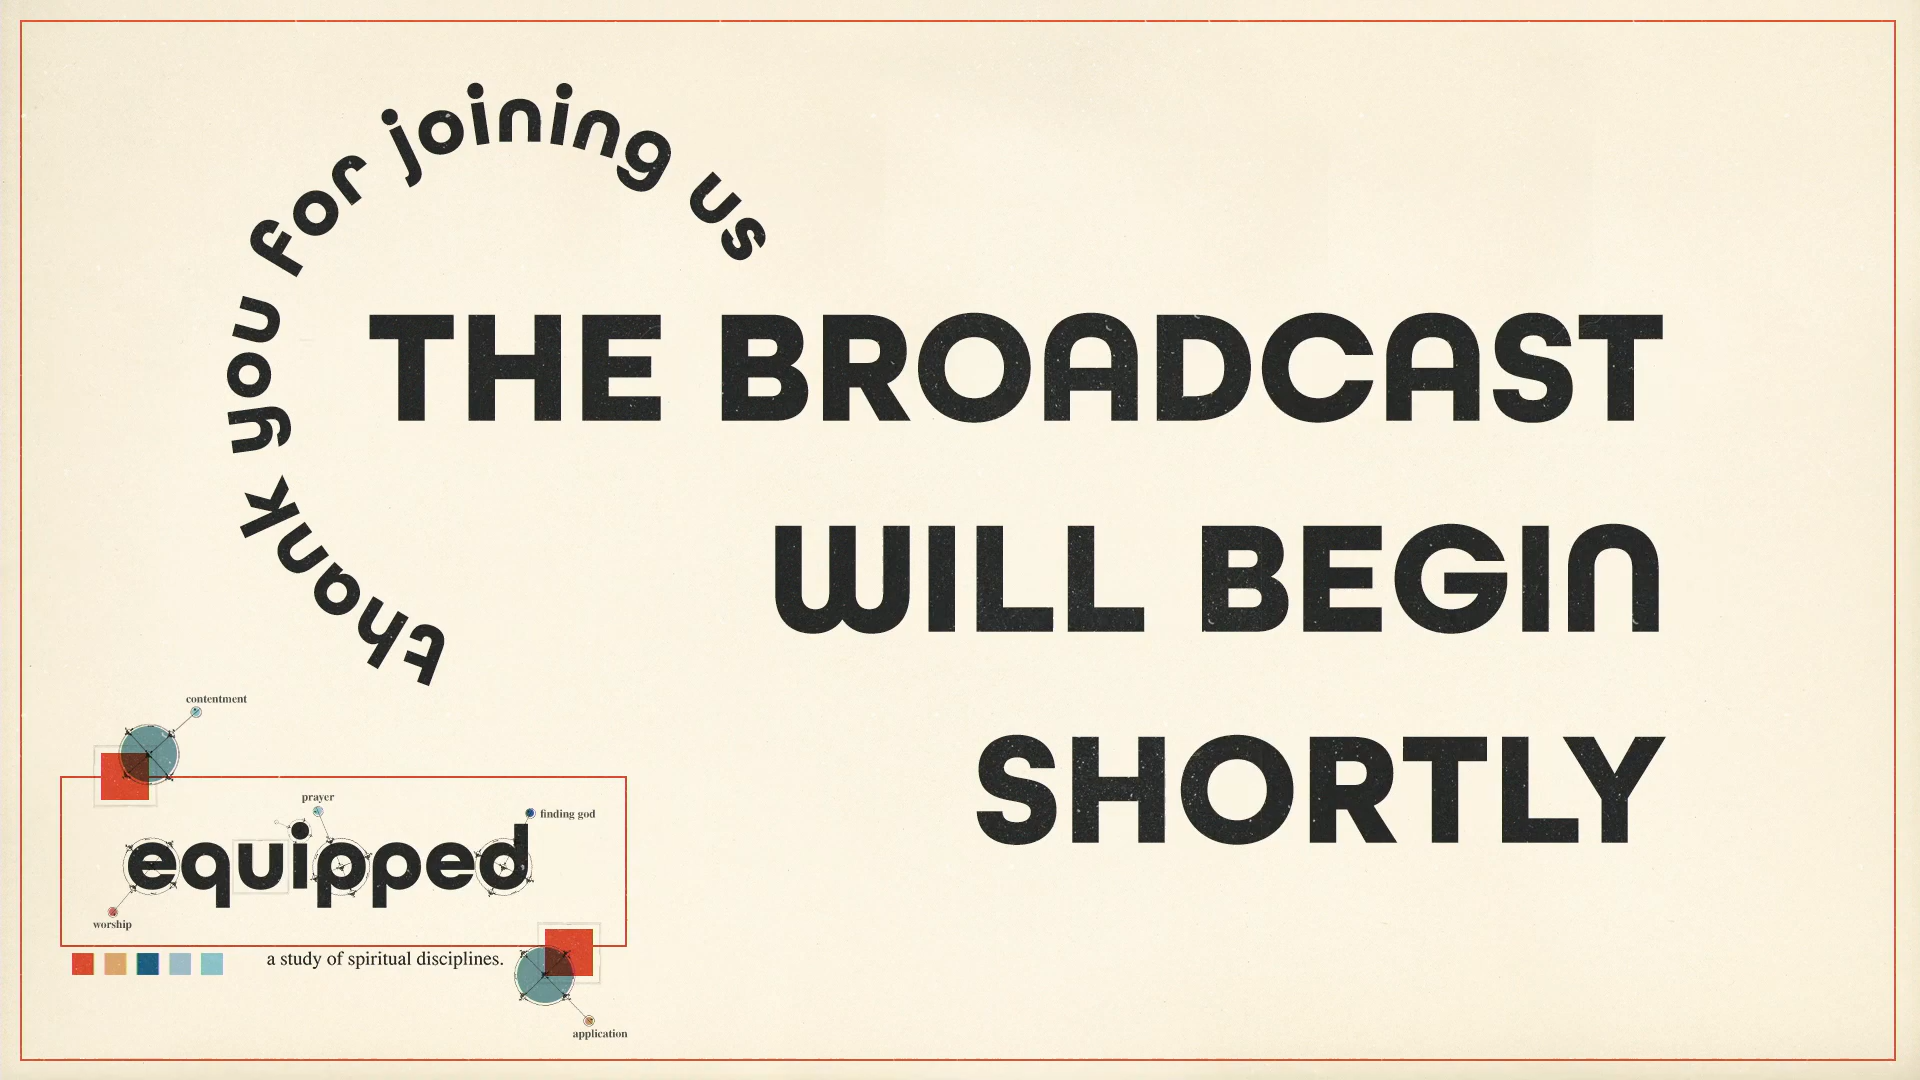 thank you for joining us
THE BROADCAST
WILL BEGIN
SHORTLY
contentment
prayer
finding god
equipped
worship
a study of spiritual disciplines.
application